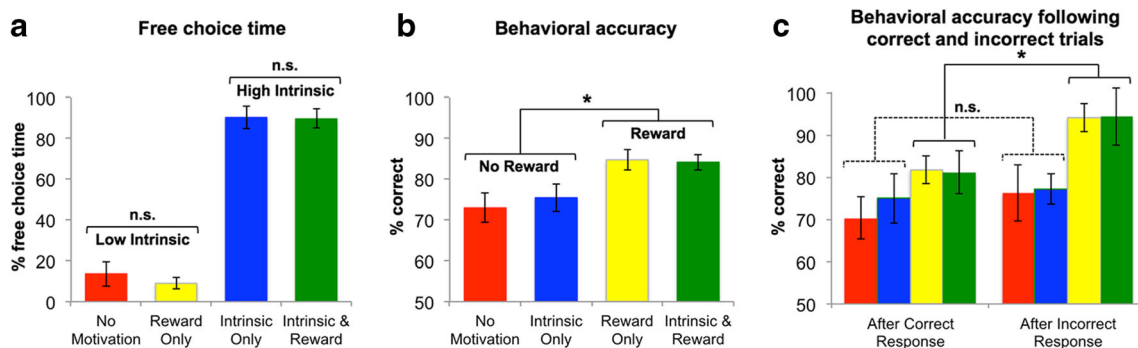 a
Free choice time
n.s.
High Intrinsic
n.s.
Low Intrinsic
% free choice time
100
80
60
40
20
0
No Motivation
Reward Only
Intrinsic Only
Intrinsic & Reward
b
Behavioral accuracy
*
Reward
No Reward
% correct
100
90
80
70
60
50
No Motivation
Intrinsic Only
Reward Only
Intrinsic & Reward
c
Behavioral accuracy following
correct and incorrect trials
*
n.s.
% correct
100
90
80
70
60
50
After Correct
Response
After Incorrect
Response